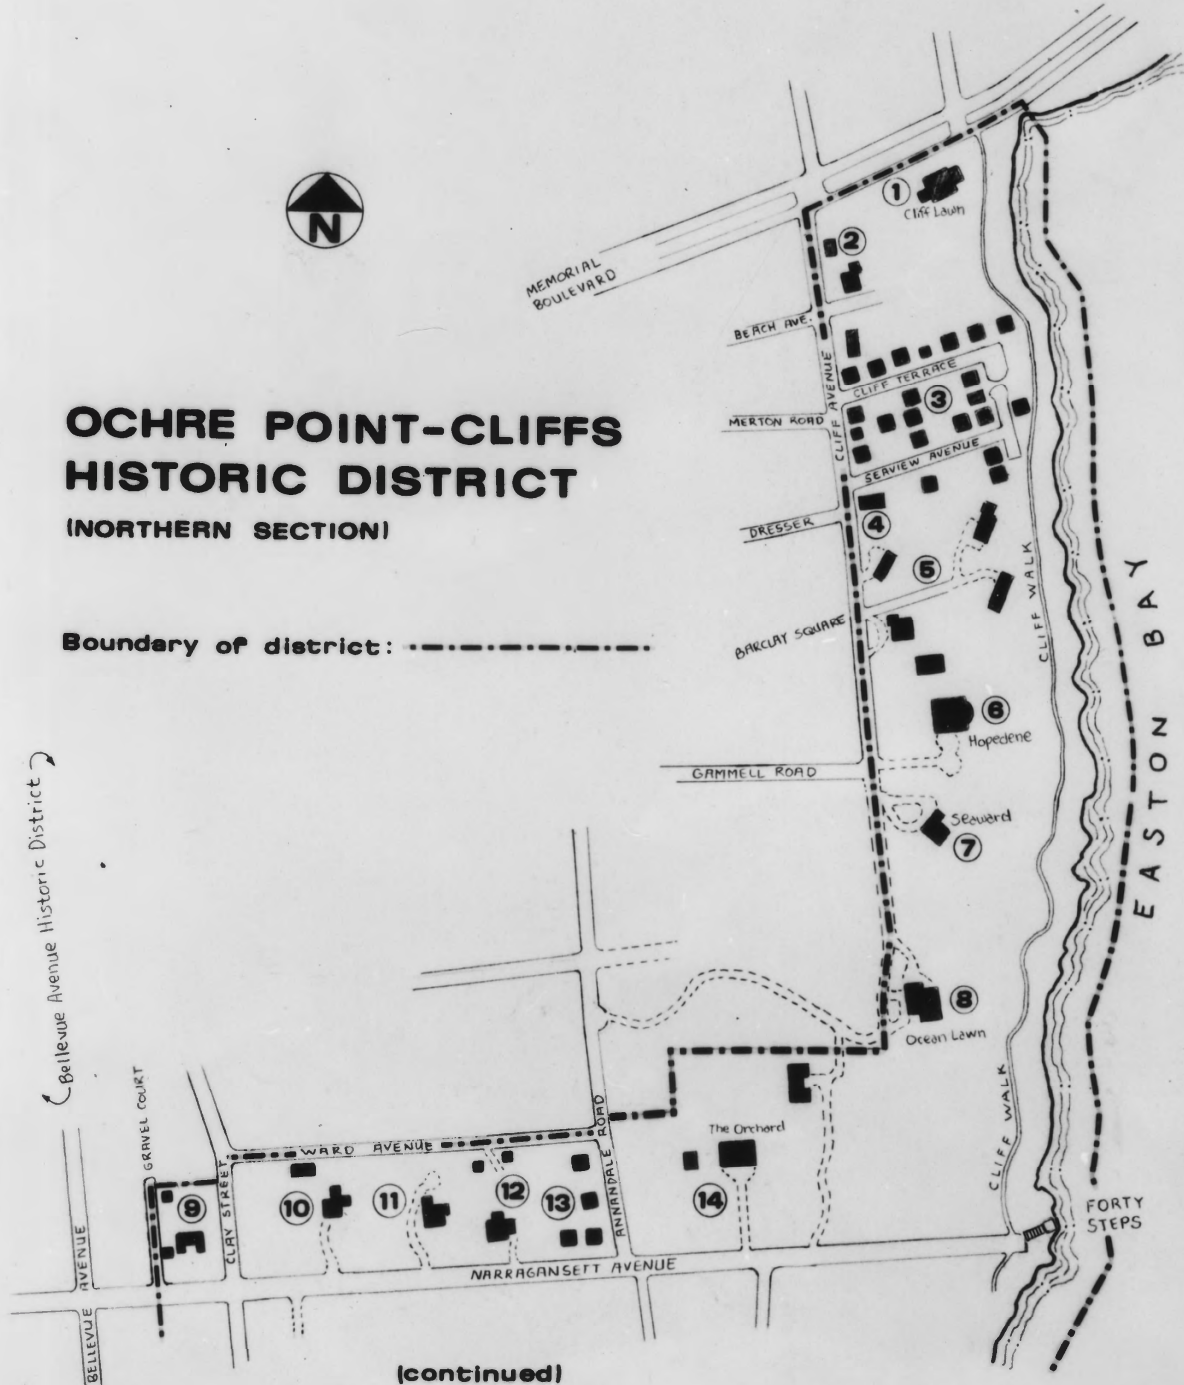 1
Cliff Lawn
N
2
MEMORIAL
BOULEVARD
BEACH AVE.
CLIFF AVENUE
CLIFF TERRACE
3
OCHRE POINT-CLIFFS
HISTORIC DISTRICT
(NORTHERN SECTION)
MERTON ROAD
SEAVIEW AVENUE
4
DRESSER
5
CLIFF WALK
EASTON BAY
Boundary of district:
BARCLAY SQUARE
6
Hopedene
GAMMELL ROAD
Seaward
7
Bellevue Avenue Historic District
8
Ocean Lawn
GRAVEL COURT
CLIFF WALK
The Orchard
WARD AVENUE
ANNANDALE ROAD
9
CLAY STREET
10
11
12
13
14
FORTY
STEPS
BELLEVUE AVENUE
NARRAGANSETT AVENUE
(continued)